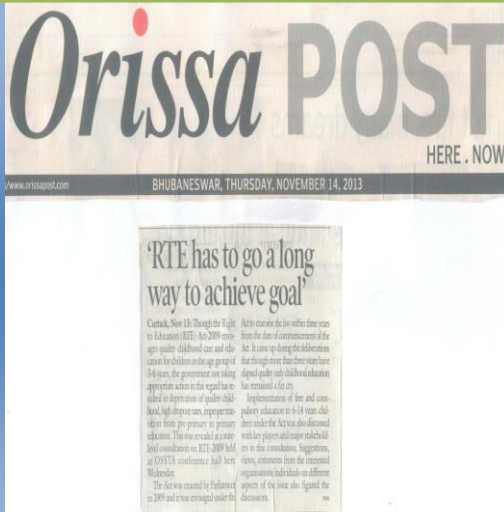 Orissa POST
HERE . NOW
/www.orissapost.com BHUBANESWAR, THURSDAY, NOVEMBER 14, 2013
‘RTE has to go a long
way to achieve goal’
Cuttack, Nov 13: Though the Right
to Education (RTE) Act-2009 envis-
ages quality childhood care and edu-
cation for children in the age group of
3-6 years, the government not taking
appropriate action in this regard has re-
sulted in deprivation of quality child-
hood, high dropout rates, improper tran-
sition from pre-primary to primary
education. This was revealed at a state-
level consultation on RTE-2009 held
at OSSTA conference hall here
Wednesday.
The Act was enacted by Parliament
in 2009 and it was envisaged under the
Act to examine the law within three years
from the date of commencement of the
Act. It came up during the deliberations
that though more than three years have
elapsed quality early childhood education
has remained a far cry.
Implementation of free and com-
pulsory education to 6-14 years chil-
dren under the Act was also discussed
with key players and major stakehold-
ers in this consultation. Suggestions,
views, comments from the interested
organisations/individuals on different
aspects of the issue also figured the
discussions.